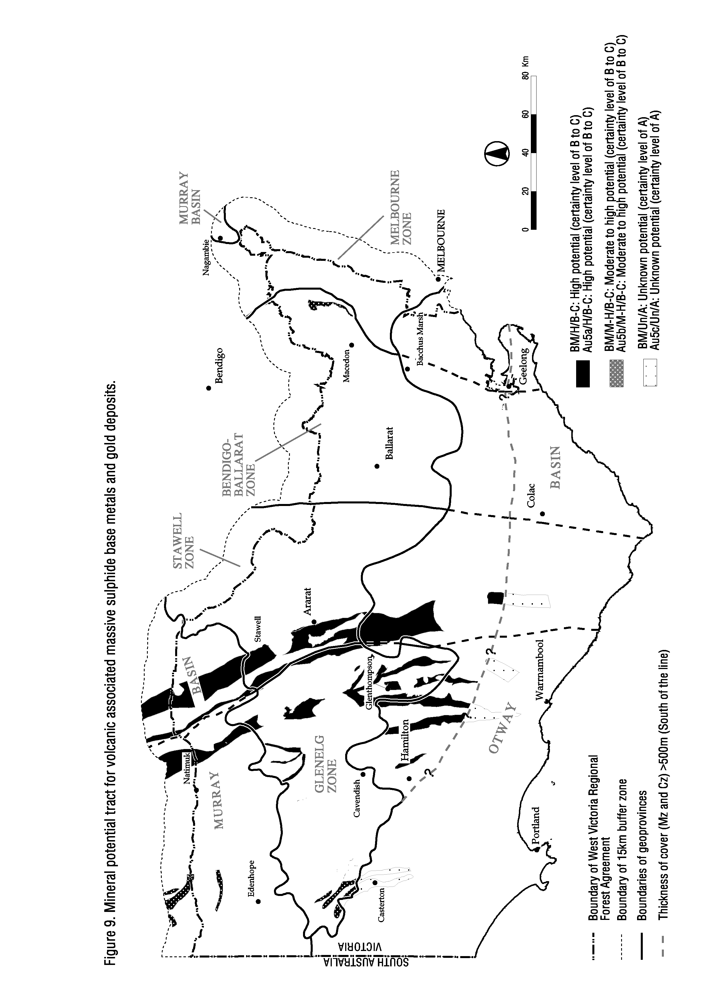 Figure 9. Mineral potential tract for volcanic associated massive sulphide base metals and gold deposits.
MURRAY
BASIN
Nagambie
STAWELL
ZONE
BENDIGO-
BALLARAT
ZONE
Bendigo
MELBOURNE
ZONE
MELBOURNE
BASIN
Natimuk
MURRAY
Stawell
Ararat
Macedon
Bacchus Marsh
Ballarat
Edenhope
GLENELG
ZONE
Cavendish
Glenthompson
Hamilton
Casterton
VICTORIA
SOUTH AUSTRALIA
?
?
?
Geelong
Colac
BASIN
OTWAY
Warrnambool
Portland
0 20 40 60 80 Km
Boundary of West Victoria Regional
Forest Agreement
Boundary of 15km buffer zone
Boundaries of geoprovinces
Thickness of cover (Mz and Cz) >500m (South of the line)
BM/H/B-C: High potential (certainty level of B to C)
Au5a/H/B-C: High potential (certainty level of B to C)
BM/M-H/B-C: Moderate to high potential (certainty level of B to C)
Au5b/M-H/B-C: Moderate to high potential (certainty level of B to C)
BM/Un/A: Unknown potential (certainty level of A)
Au5c/Un/A: Unknown potential (certainty level of A)